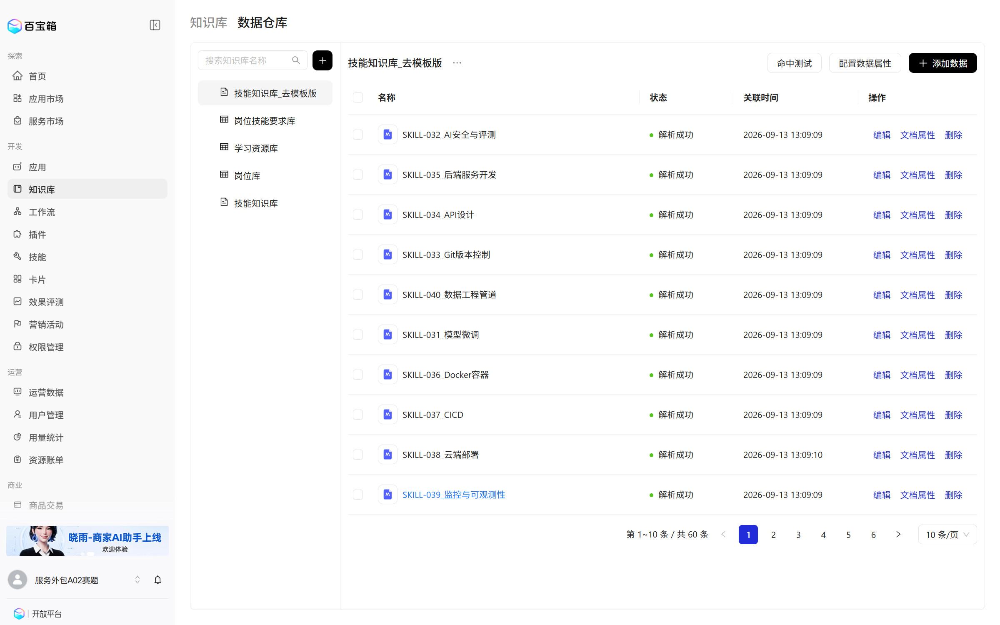 百宝箱
探索
首页
应用市场
服务市场
开发
应用
知识库
工作流
插件
技能
卡片
效果评测
营销活动
权限管理
运营
运营数据
用户管理
用量统计
资源账单
商业
商品交易
晓雨-商家AI助手上线
欢迎体验
服务外包A02赛题
开放平台
知识库 数据仓库
搜索知识库名称
技能知识库_去模板版
岗位技能要求库
学习资源库
岗位库
技能知识库
技能知识库_去模板版 ···
命中测试 配置数据属性 + 添加数据
名称 状态 关联时间 操作
SKILL-032_AI安全与评测 解析成功 2026-09-13 13:09:09 编辑 文档属性 删除
SKILL-035_后端服务开发 解析成功 2026-09-13 13:09:09 编辑 文档属性 删除
SKILL-034_API设计 解析成功 2026-09-13 13:09:09 编辑 文档属性 删除
SKILL-033_Git版本控制 解析成功 2026-09-13 13:09:09 编辑 文档属性 删除
SKILL-040_数据工程管道 解析成功 2026-09-13 13:09:09 编辑 文档属性 删除
SKILL-031_模型微调 解析成功 2026-09-13 13:09:09 编辑 文档属性 删除
SKILL-036_Docker容器 解析成功 2026-09-13 13:09:09 编辑 文档属性 删除
SKILL-037_CICD 解析成功 2026-09-13 13:09:09 编辑 文档属性 删除
SKILL-038_云端部署 解析成功 2026-09-13 13:09:10 编辑 文档属性 删除
SKILL-039_监控与可观测性 解析成功 2026-09-13 13:09:09 编辑 文档属性 删除
第 1~10 条 / 共 60 条 < 1 2 3 4 5 6 > 10 条/页